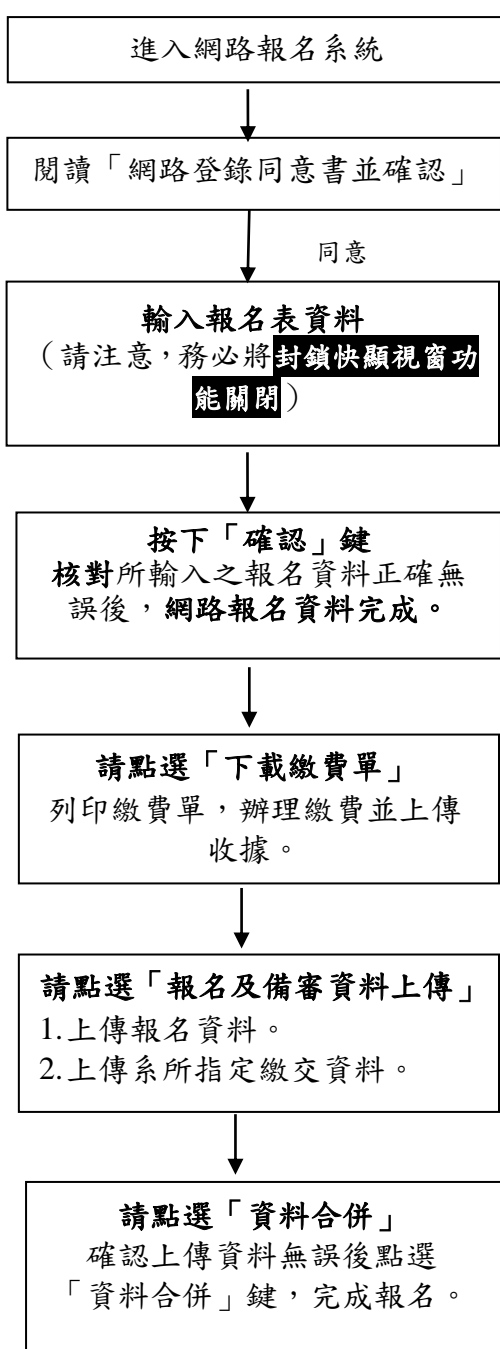 進入網路報名系統
閱讀「網路登錄同意書並確認」
同意
輸入報名表資料
（請注意，務必將封鎖快顯視窗功
能關閉）
按下「確認」鍵
核對所輸入之報名資料正確無
誤後，網路報名資料完成。
請點選「下載繳費單」
列印繳費單，辦理繳費並上傳
收據。
請點選「報名及備審資料上傳」
1.上傳報名資料。
2.上傳系所指定繳交資料。
請點選「資料合併」
確認上傳資料無誤後點選
「資料合併」鍵，完成報名。